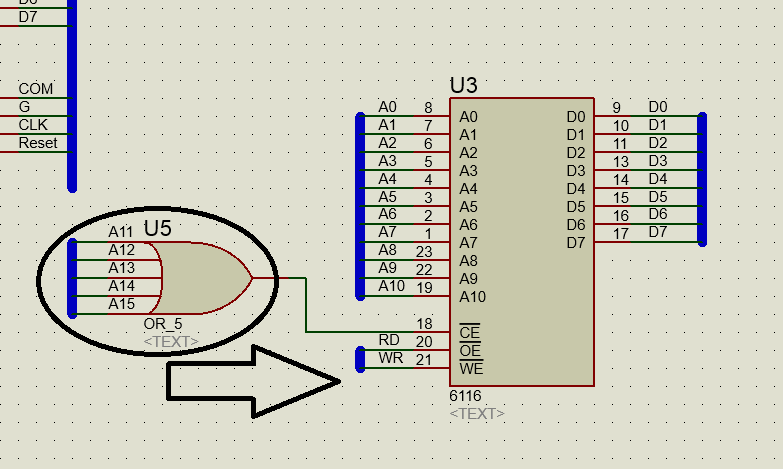 D7
COM
G
CLK
Reset
A11
A12
A13
A14
A15
U5
OR_5
<TEXT>
U3
A0 8 A0 D0 9 D0
A1 7 A1 D1 10 D1
A2 6 A2 D2 11 D2
A3 5 A3 D3 13 D3
A4 4 A4 D4 14 D4
A5 3 A5 D5 15 D5
A6 2 A6 D6 16 D6
A7 1 A7 D7 17 D7
A8 23 A8
A9 22 A9
A10 19 A10
18 CE
RD 20 OE
WR 21 WE
6116
<TEXT>